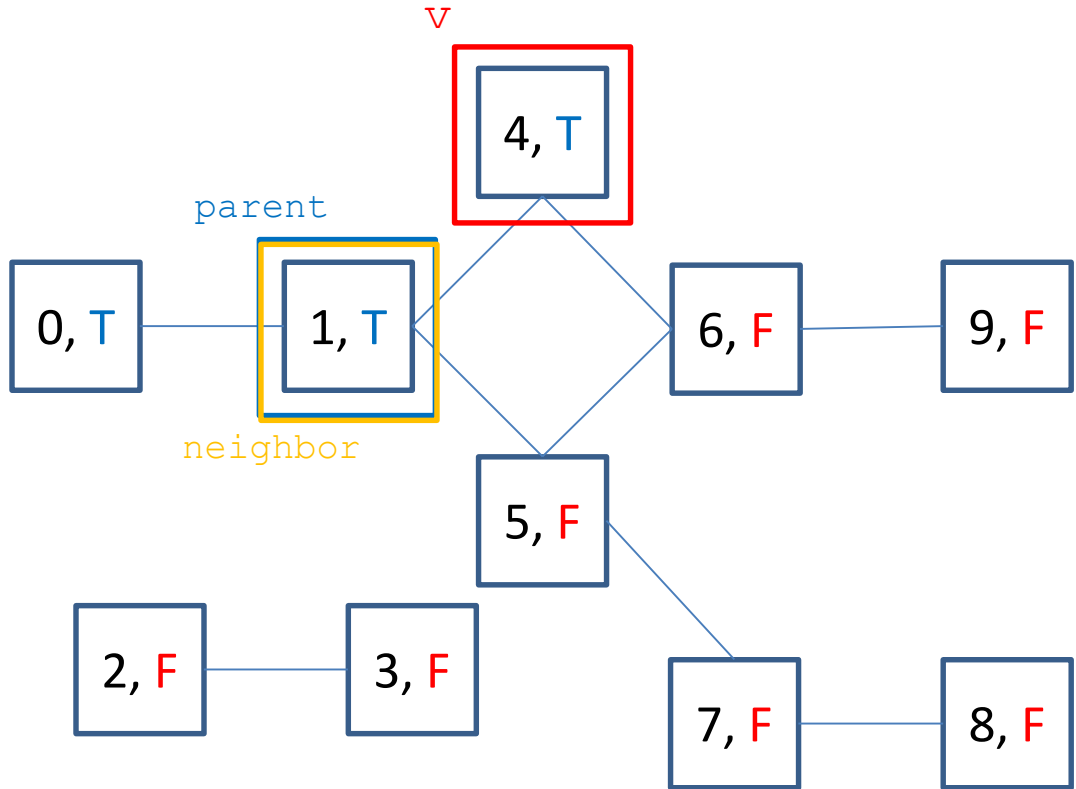 v
4, T
parent
0, T
1, T
6, F
9, F
neighbor
5, F
2, F
3, F
7, F
8, F